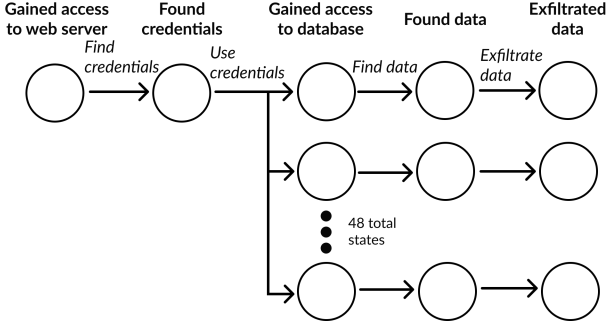 Gained access
to web server
Found
credentials
Gained access
to database
Found data
Exfiltrated
data
Find
credentials
Use
credentials
Find data
Exfiltrate
data
48 total
states